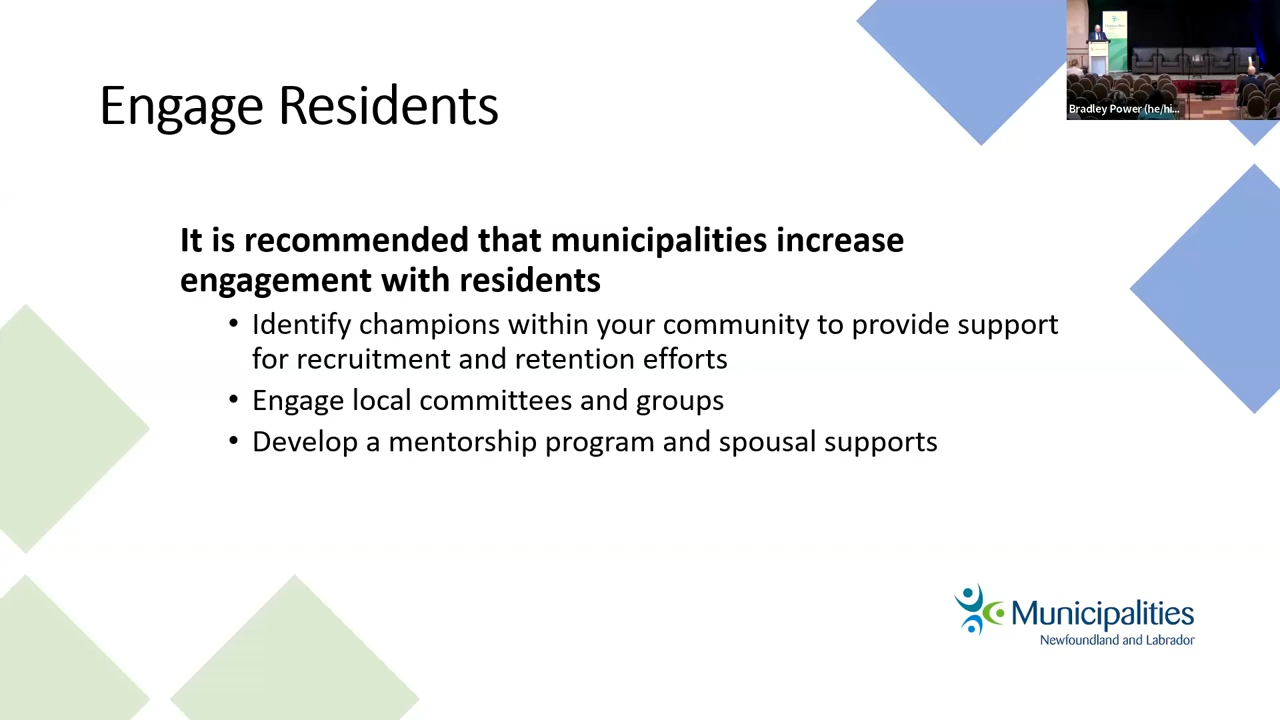 Engage Residents
Bradley Power (he/hi...
It is recommended that municipalities increase
engagement with residents
• Identify champions within your community to provide support
for recruitment and retention efforts
• Engage local committees and groups
• Develop a mentorship program and spousal supports
Municipalities
Newfoundland and Labrador